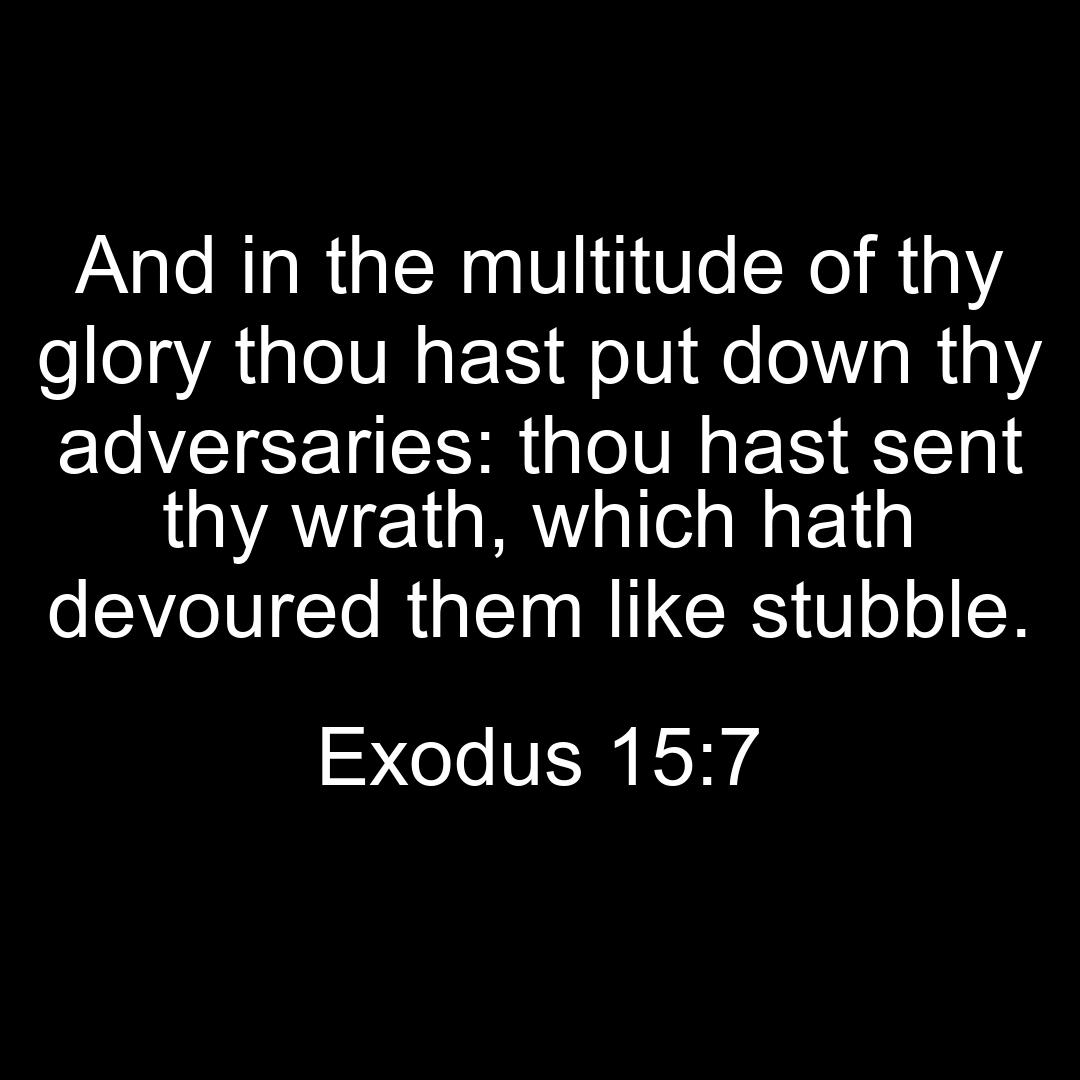 And in the multitude of thy
glory thou hast put down thy
adversaries: thou hast sent
thy wrath, which hath
devoured them like stubble.
Exodus 15:7